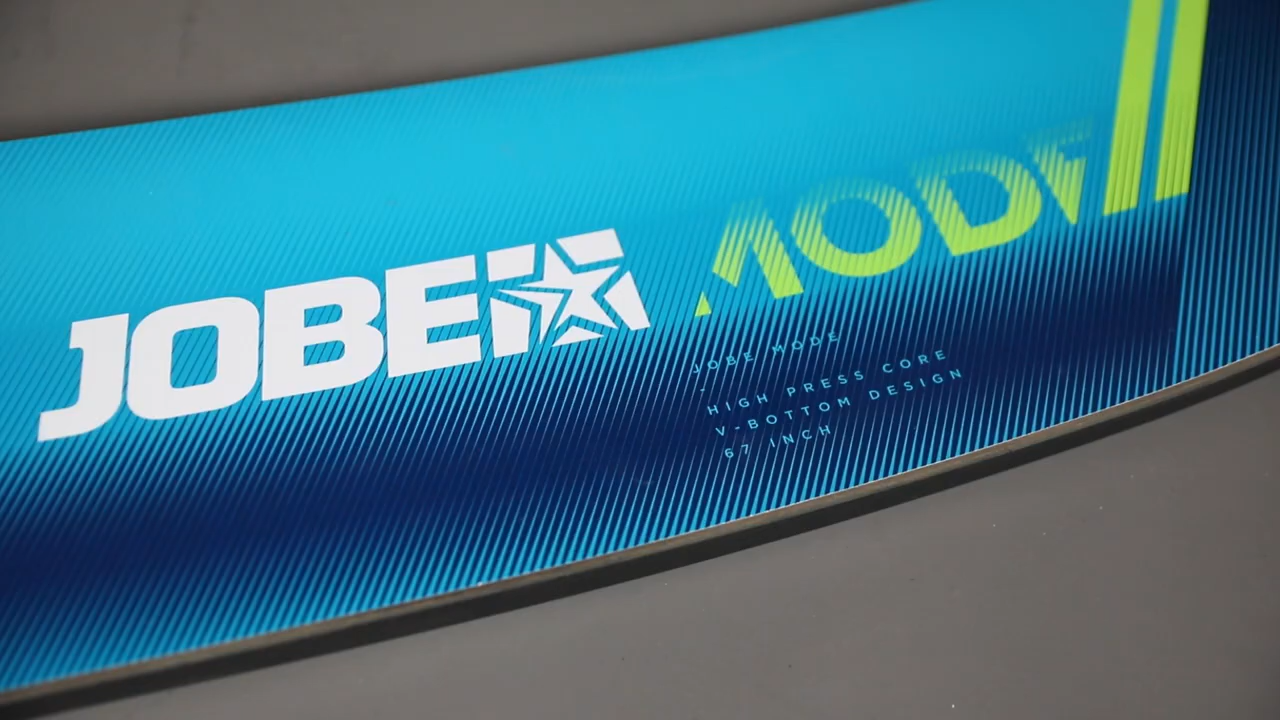 JOBE
MODE
JOBE MODE
-
HIGH PRESS CORE
V-BOTTOM DESIGN
67 INCH